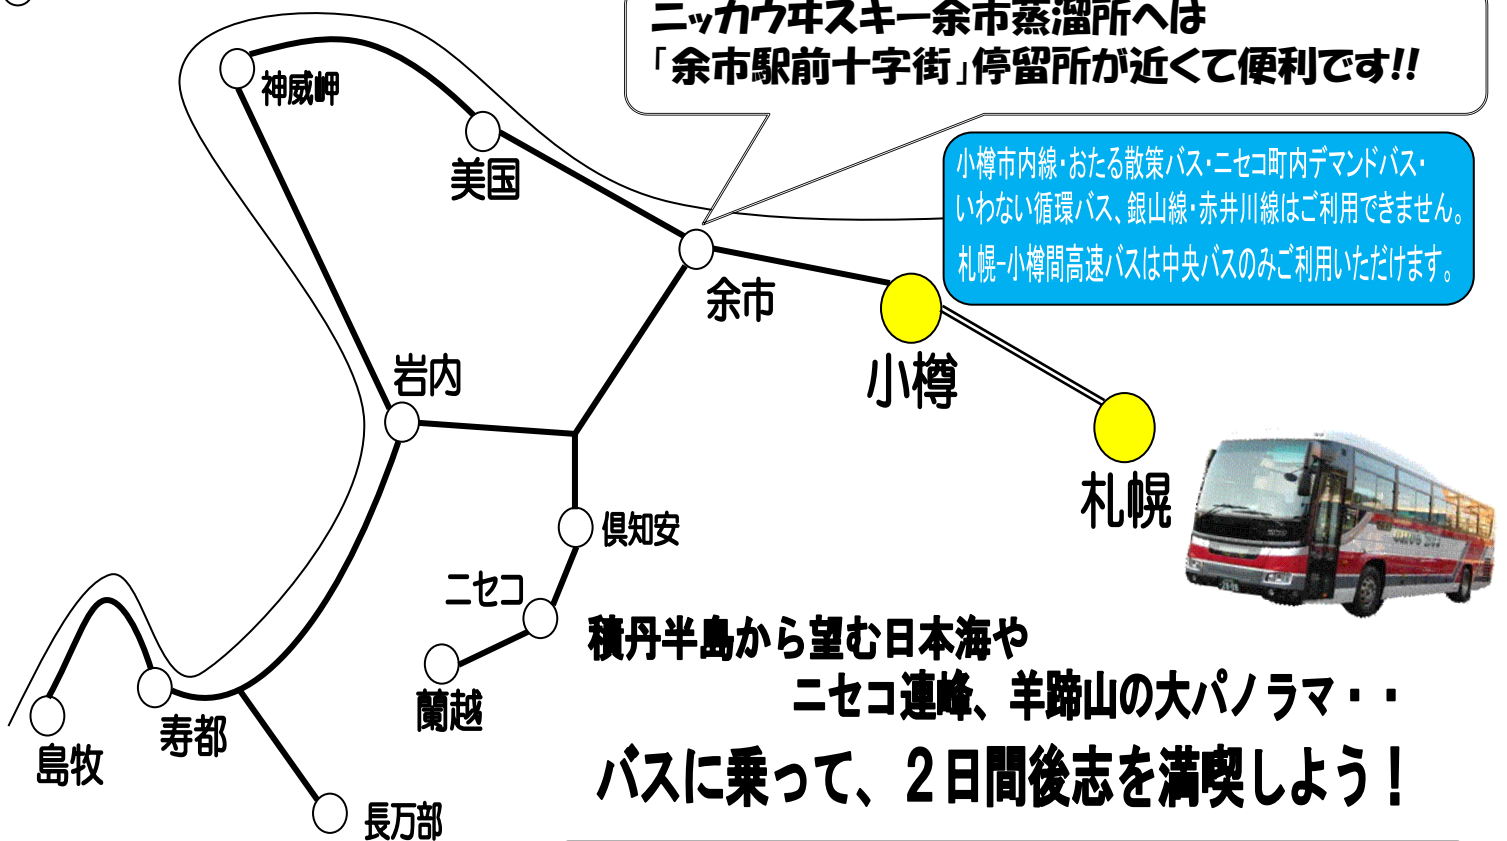 ニッカウヰスキー余市蒸溜所へは
「余市駅前十字街」停留所が近くて便利です!!
小樽市内線・おたる散策バス・ニセコ町内デマンドバス・
いわない循環バス、銀山線・赤井川線はご利用できません。
札幌-小樽間高速バスは中央バスのみご利用いただけます。
神威岬
美国
余市
小樽
岩内
札幌
倶知安
ニセコ
蘭越
寿都
島牧
長万部
積丹半島から望む日本海や
ニセコ連峰、羊蹄山の大パノラマ・・
バスに乗って、２日間後志を満喫しよう！